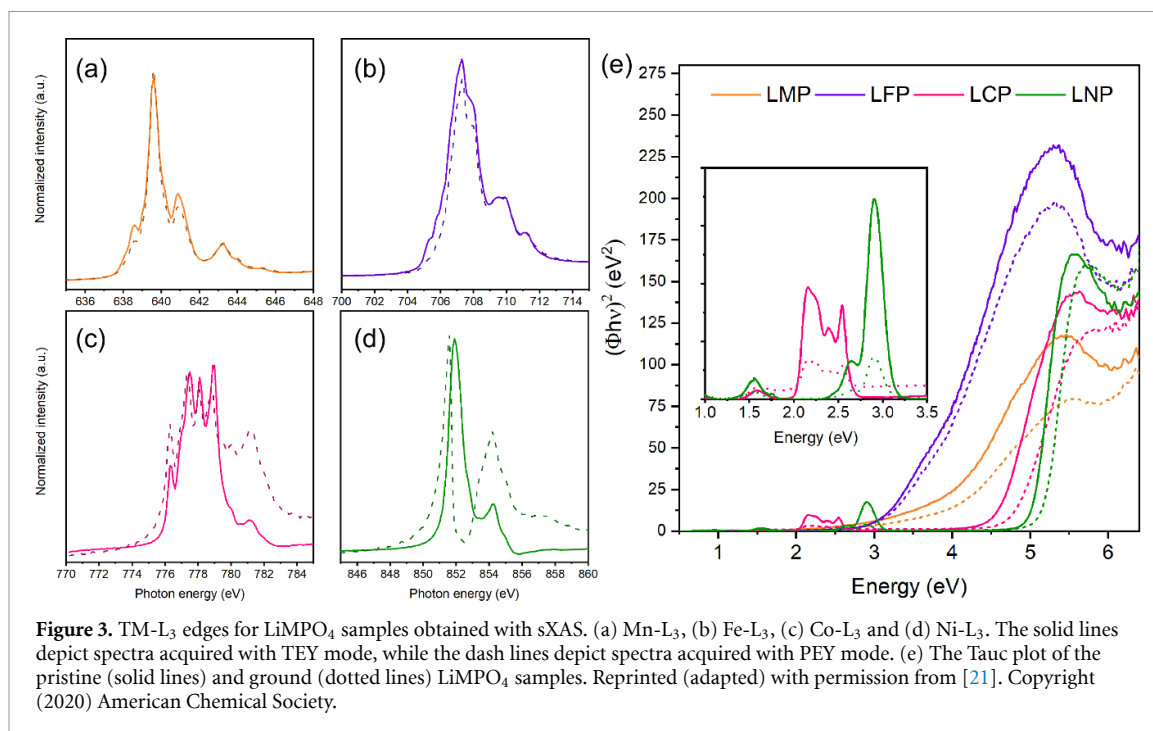 (a)
(b)
Normalized intensity (a.u.)
636 638 640 642 644 646 648
700 702 704 706 708 710 712 714
(c)
(d)
Normalized intensity (a.u.)
770 772 774 776 778 780 782 784
846 848 850 852 854 856 858 860
Photon energy (eV)
Photon energy (eV)
(e)
275
250
225
200
175
150
125
100
75
50
25
0
(Φhν)² (eV²)
LMP LFP LCP LNP
1.0 1.5 2.0 2.5 3.0 3.5
Energy (eV)
1 2 3 4 5 6
Energy (eV)
Figure 3. TM-L₃ edges for LiMPO₄ samples obtained with sXAS. (a) Mn-L₃, (b) Fe-L₃, (c) Co-L₃ and (d) Ni-L₃. The solid lines
depict spectra acquired with TEY mode, while the dash lines depict spectra acquired with PEY mode. (e) The Tauc plot of the
pristine (solid lines) and ground (dotted lines) LiMPO₄ samples. Reprinted (adapted) with permission from [21]. Copyright
(2020) American Chemical Society.